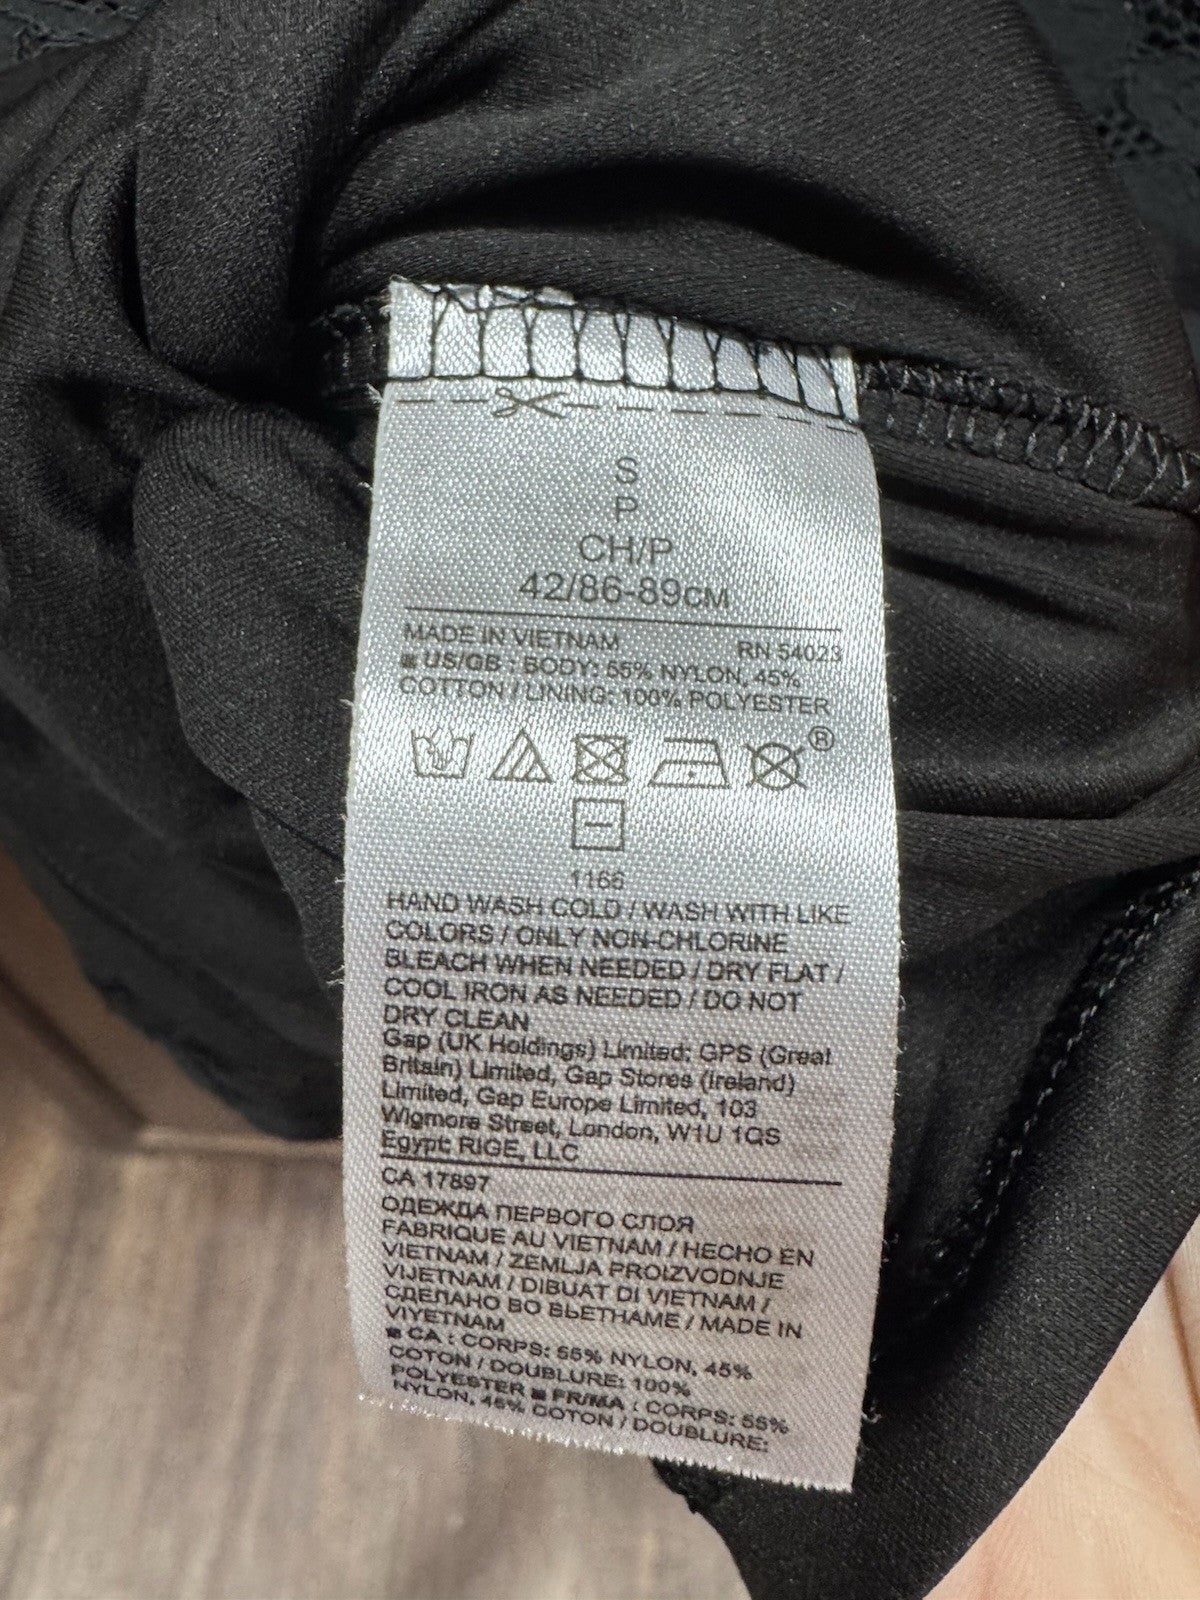 S
P
CH/P
42/86-89см
MADE IN VIETNAM RN 54023
■ US/GB : BODY: 55% NYLON, 45%
COTTON / LINING: 100% POLYESTER
®
1166
HAND WASH COLD / WASH WITH LIKE
COLORS / ONLY NON-CHLORINE
BLEACH WHEN NEEDED / DRY FLAT /
COOL IRON AS NEEDED / DO NOT
DRY CLEAN
Gap (UK Holdings) Limited; GPS (Great
Britain) Limited, Gap Stores (Ireland)
Limited, Gap Europe Limited, 103
Wigmore Street, London, W1U 1QS
Egypt: RIGE, LLC
CA 17897
ОДЕЖДА ПЕРВОГО СЛОЯ
FABRIQUE AU VIETNAM / HECHO EN
VIETNAM / ZEMLJA PROIZVODNJE
VIJETNAM / DIBUAT DI VIETNAM /
СДЕЛАНО ВО ВЬЕТНАМЕ / MADE IN
VIYETNAM
■ CA : CORPS: 55% NYLON, 45%
COTON / DOUBLURE: 100%
POLYESTER ■ FR/MA : CORPS: 55%
NYLON, 45% COTON / DOUBLURE: